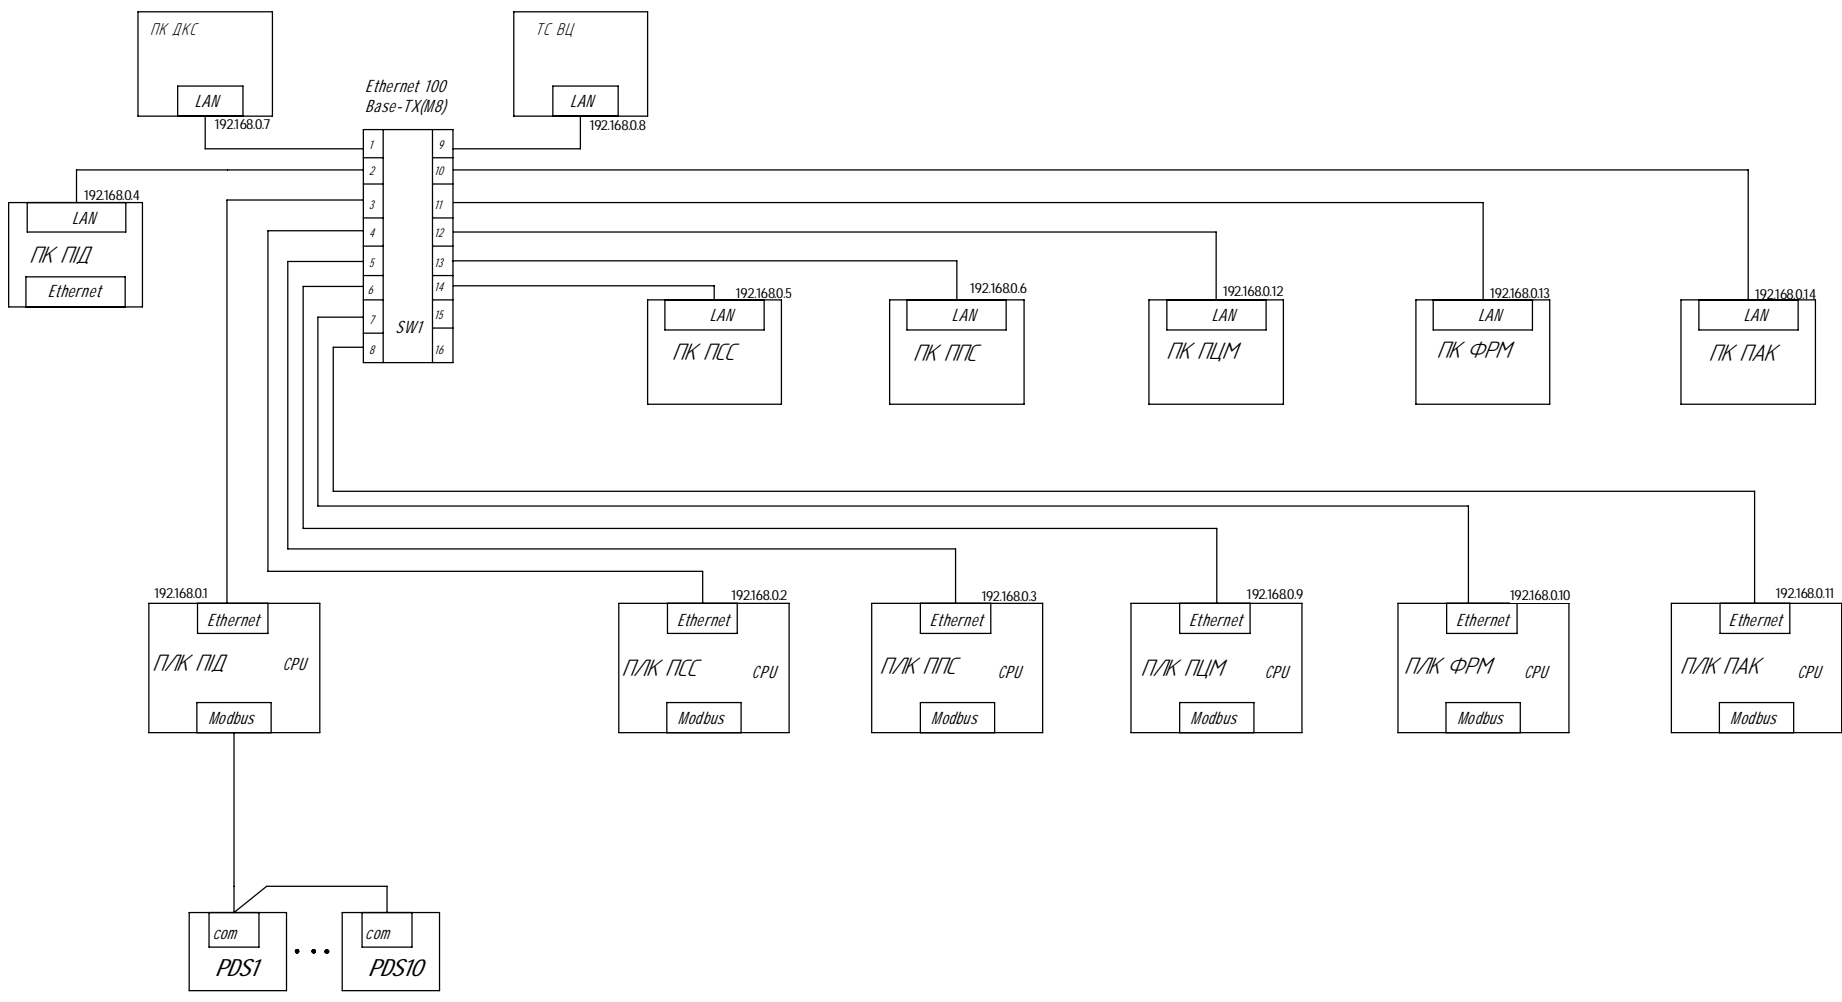 ПК ДКС
LAN
192.168.0.7
Ethernet 100
Base-TX(M8)
ТС ВЦ
LAN
192.168.0.8
1
2
3
4
5
6
7
8
SW1
9
10
11
12
13
14
15
16
192.168.0.4
LAN
ПК ПІД
Ethernet
192.168.0.5
LAN
ПК ПСС
192.168.0.6
LAN
ПК ППС
192.168.0.12
LAN
ПК ПЦМ
192.168.0.13
LAN
ПК ФРМ
192.168.0.14
LAN
ПК ПАК
192.168.0.1
Ethernet
ПЛК ПІД CPU
Modbus
192.168.0.2
Ethernet
ПЛК ПСС CPU
Modbus
192.168.0.3
Ethernet
ПЛК ППС CPU
Modbus
192.168.0.9
Ethernet
ПЛК ПЦМ CPU
Modbus
192.168.0.10
Ethernet
ПЛК ФРМ CPU
Modbus
192.168.0.11
Ethernet
ПЛК ПАК CPU
Modbus
com
PDS1
com
PDS10